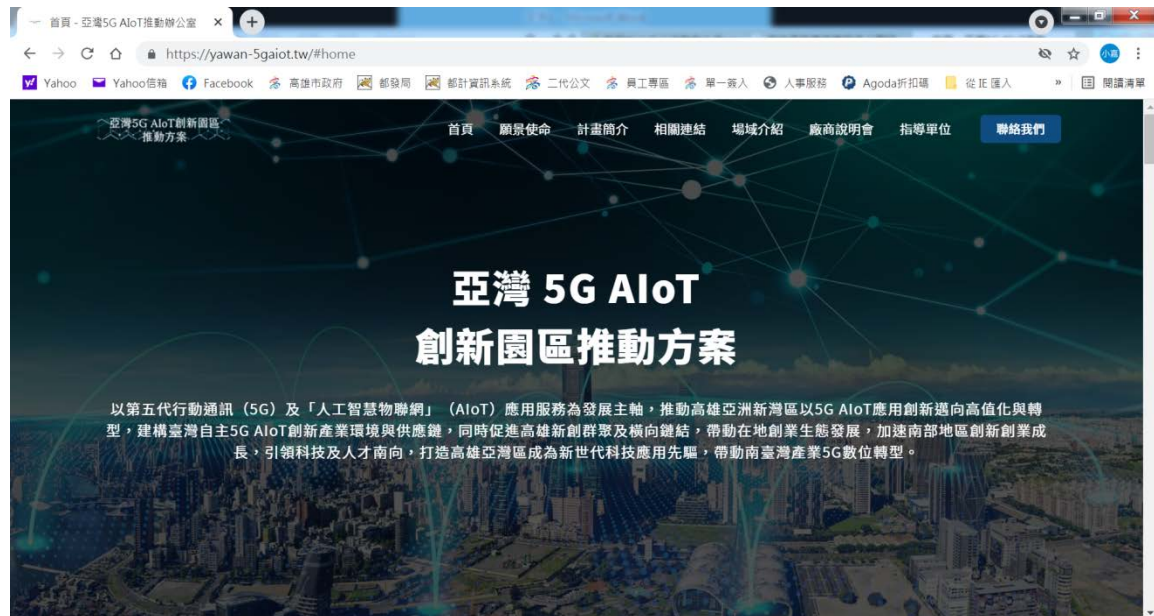 首頁 - 亞灣5G AIoT推動辦公室
https://yawan-5gaiot.tw/#home
小嘉
Yahoo Yahoo信箱 Facebook 高雄市政府 都發局 都計資訊系統 二代公文 員工專區 單一簽入 人事服務 Agoda折扣碼 從 IE 匯入 » 閱讀清單
亞灣5G AIoT創新園區
推動方案
首頁 願景使命 計畫簡介 相關連結 場域介紹 廠商說明會 指導單位 聯絡我們
亞灣 5G AIoT
創新園區推動方案
以第五代行動通訊（5G）及「人工智慧物聯網」（AIoT）應用服務為發展主軸，推動高雄亞洲新灣區以5G AIoT應用創新邁向高值化與轉
型，建構臺灣自主5G AIoT創新產業環境與供應鏈，同時促進高雄新創群聚及橫向鏈結，帶動在地創業生態發展，加速南部地區創新創業成
長，引領科技及人才南向，打造高雄亞灣區成為新世代科技應用先驅，帶動南臺灣產業5G數位轉型。